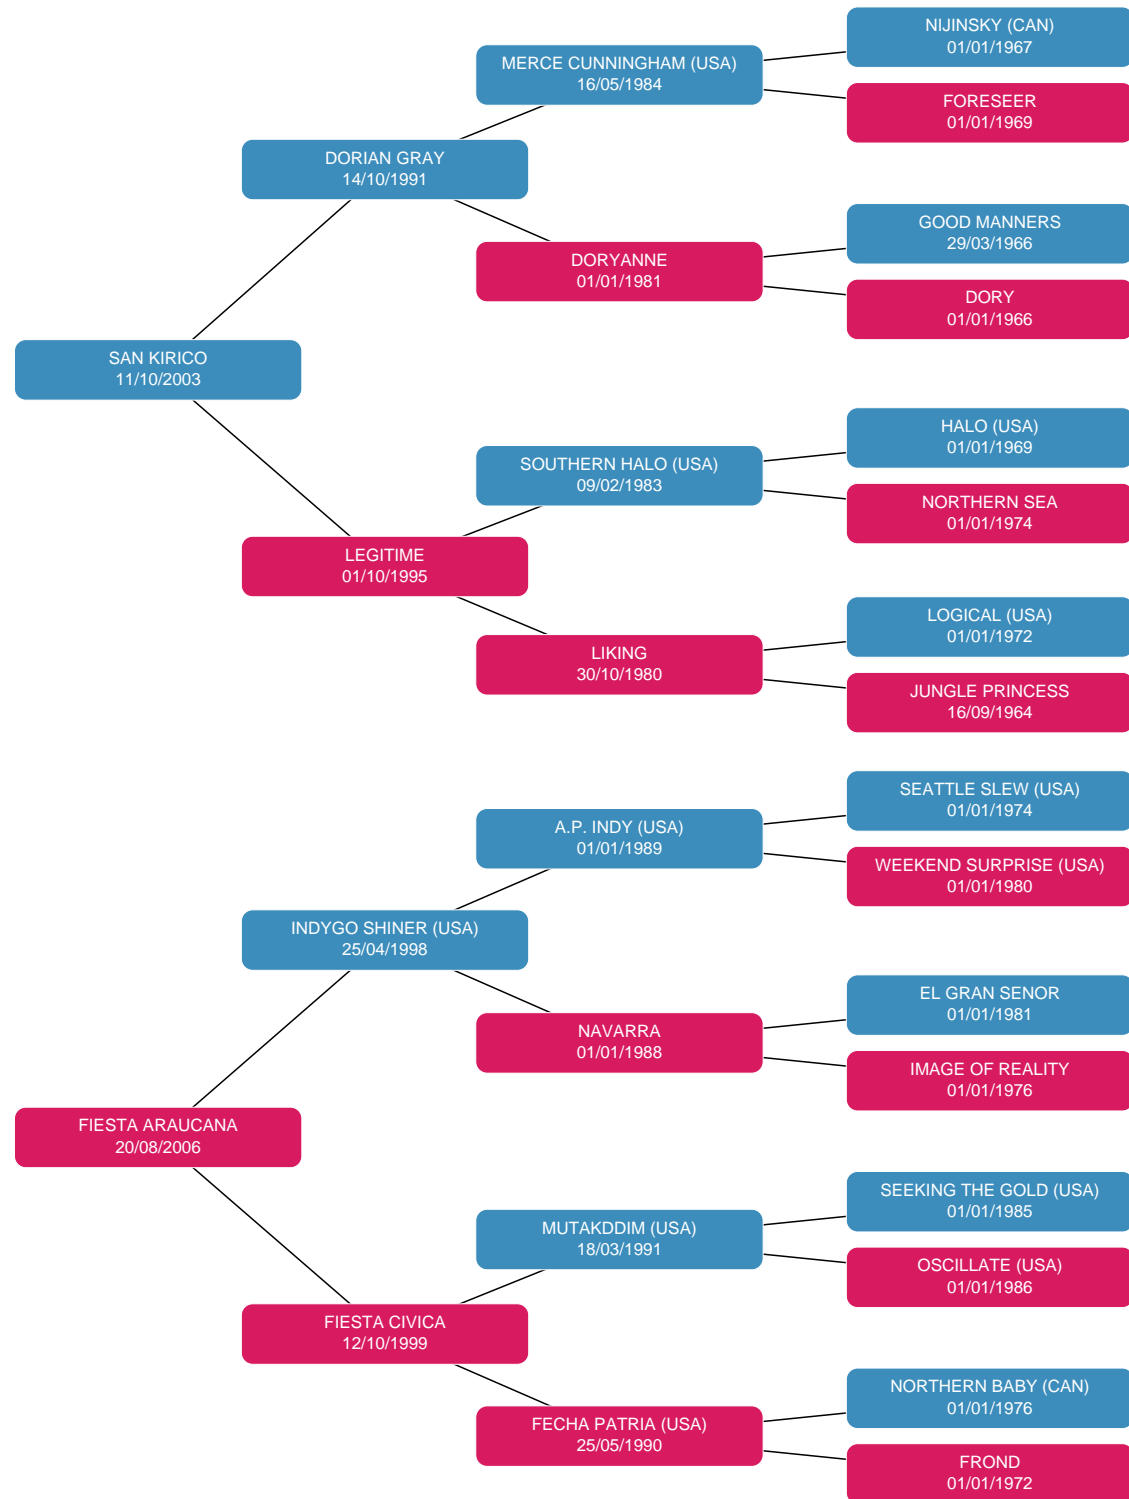 NIJINSKY (CAN)
01/01/1967
MERCE CUNNINGHAM (USA)
16/05/1984
FORESEER
01/01/1969
DORIAN GRAY
14/10/1991
GOOD MANNERS
29/03/1966
DORYANNE
01/01/1981
DORY
01/01/1966
SAN KIRICO
11/10/2003
HALO (USA)
01/01/1969
SOUTHERN HALO (USA)
09/02/1983
NORTHERN SEA
01/01/1974
LEGITIME
01/10/1995
LOGICAL (USA)
01/01/1972
LIKING
30/10/1980
JUNGLE PRINCESS
16/09/1964
SEATTLE SLEW (USA)
01/01/1974
A.P. INDY (USA)
01/01/1989
WEEKEND SURPRISE (USA)
01/01/1980
INDYGO SHINER (USA)
25/04/1998
EL GRAN SENOR
01/01/1981
NAVARRA
01/01/1988
IMAGE OF REALITY
01/01/1976
FIESTA ARAUCANA
20/08/2006
SEEKING THE GOLD (USA)
01/01/1985
MUTAKDDIM (USA)
18/03/1991
OSCILLATE (USA)
01/01/1986
FIESTA CIVICA
12/10/1999
NORTHERN BABY (CAN)
01/01/1976
FECHA PATRIA (USA)
25/05/1990
FROND
01/01/1972